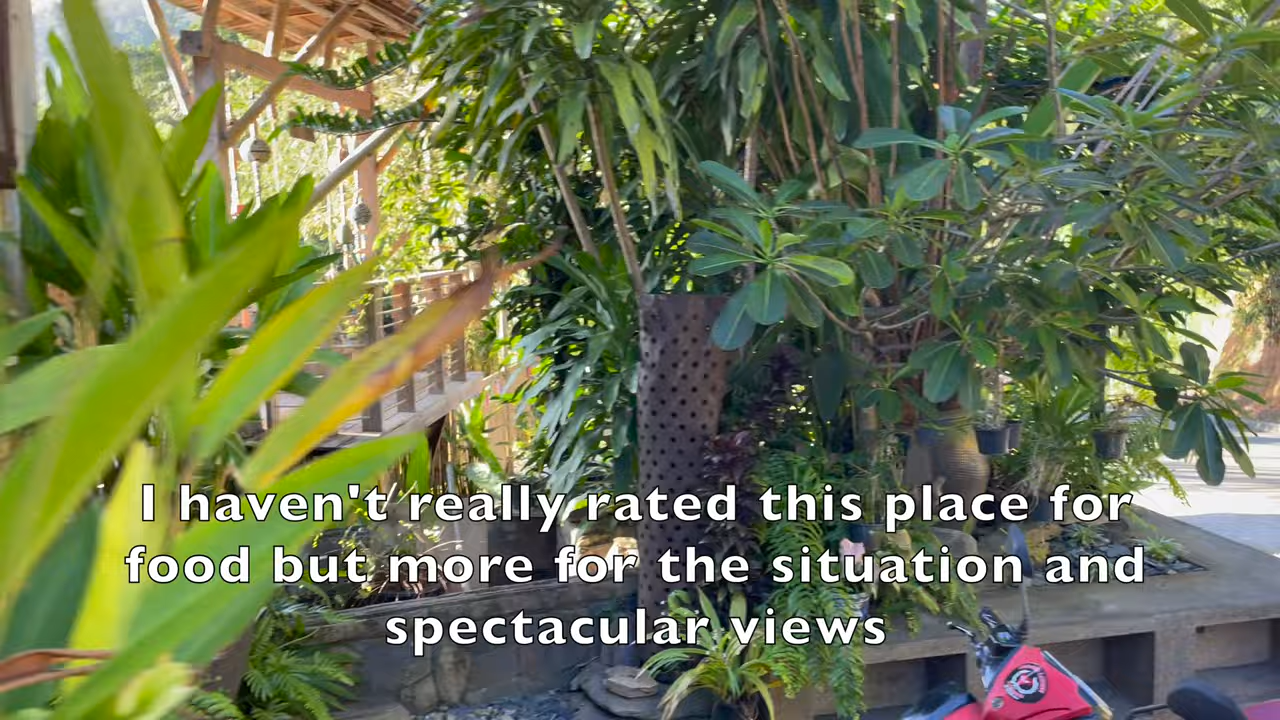 I haven't really rated this place for
food but more for the situation and
spectacular views